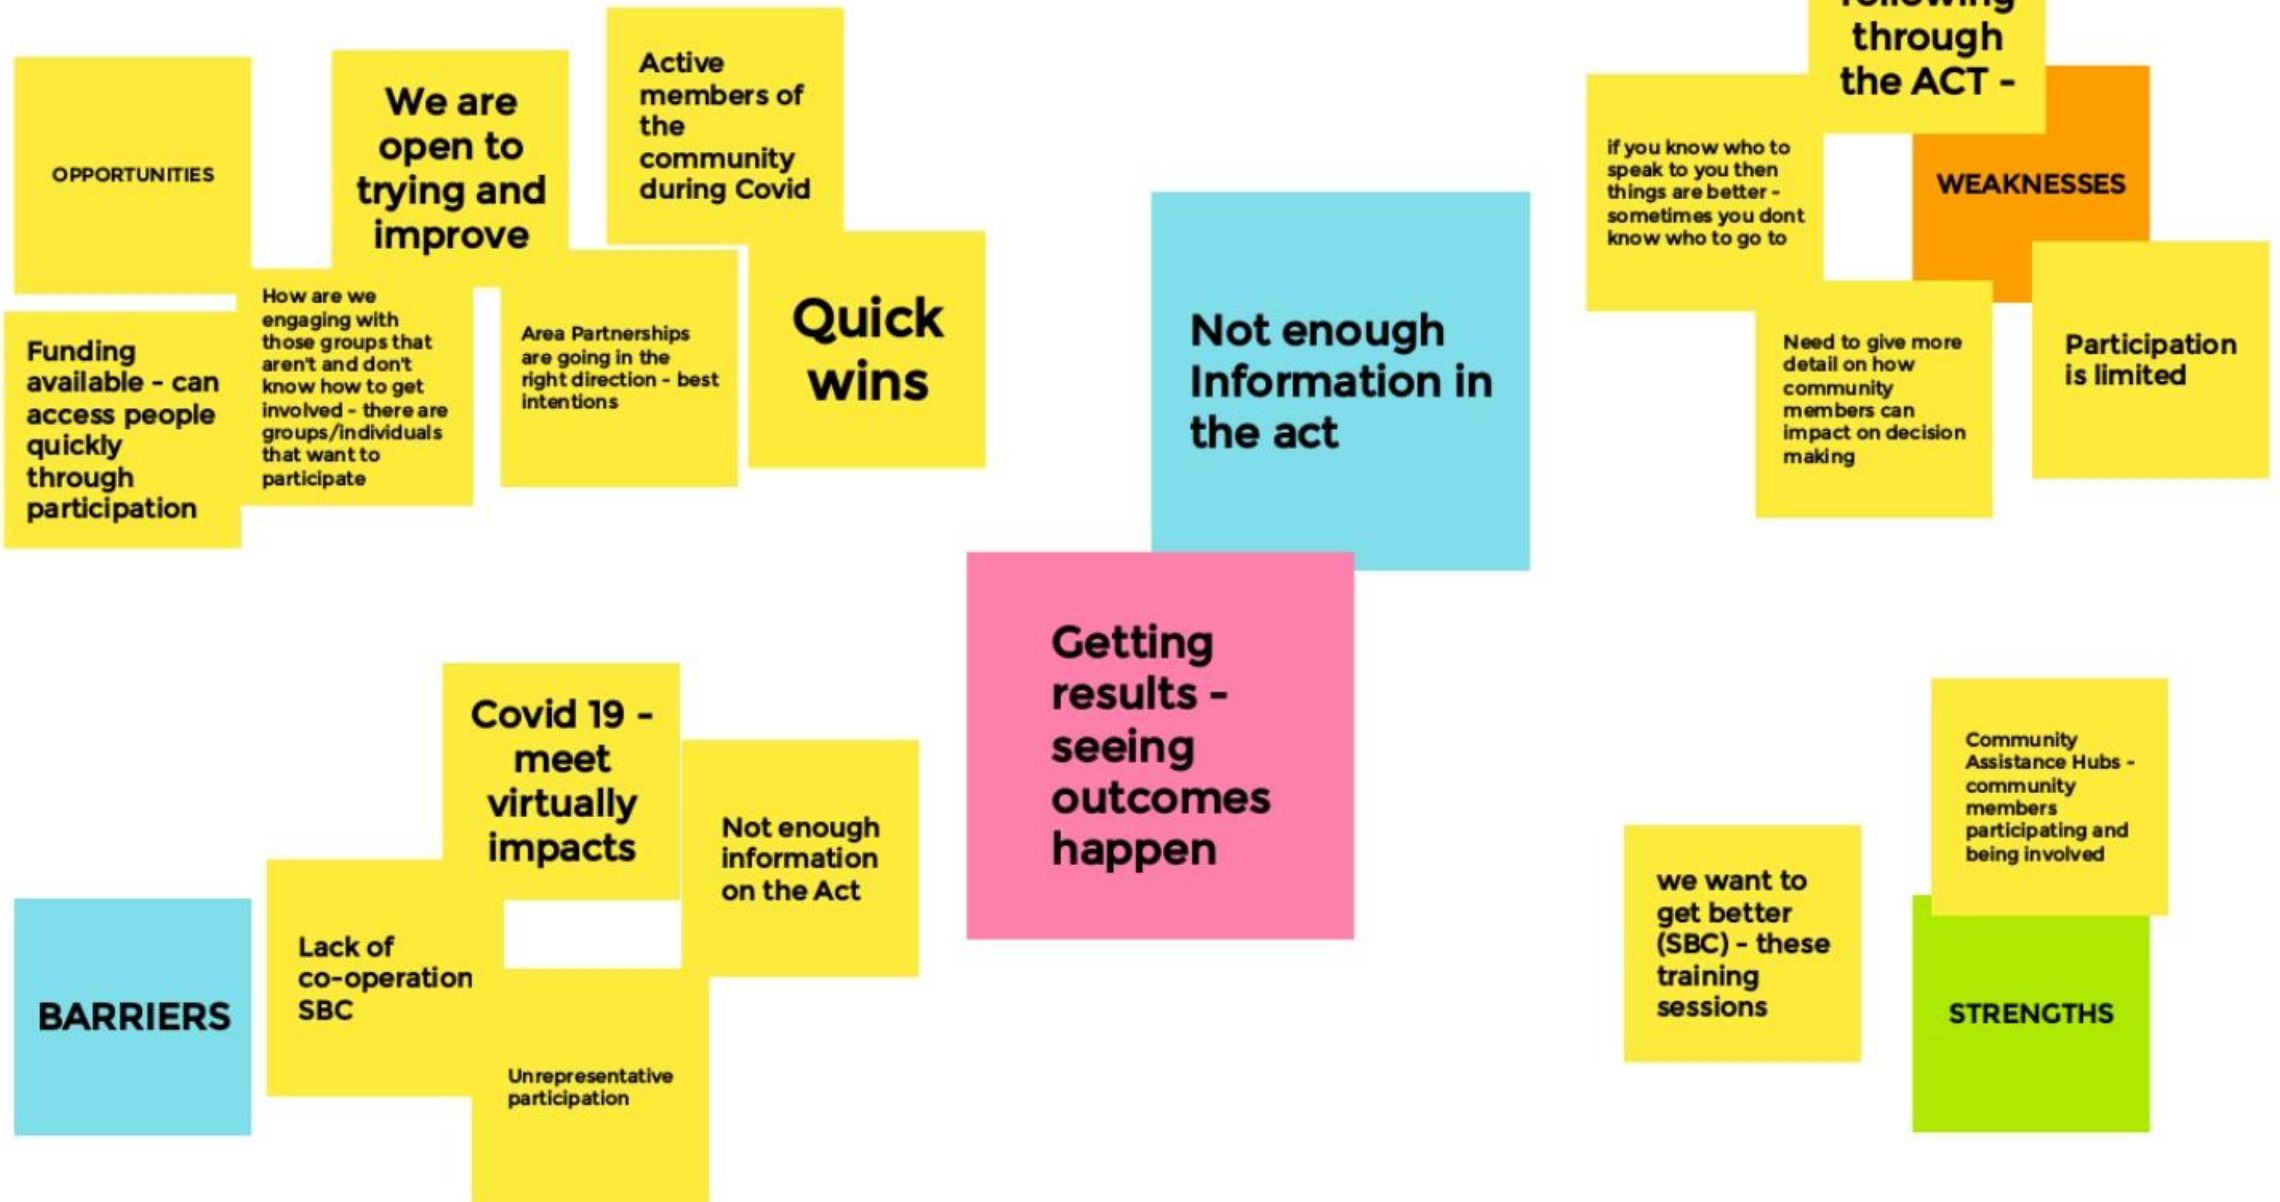 OPPORTUNITIES
We are
open to
trying and
improve
Active
members of
the
community
during Covid
Funding
available - can
access people
quickly
through
participation
How are we
engaging with
those groups that
aren't and don't
know how to get
involved - there are
groups/individuals
that want to
participate
Area Partnerships
are going in the
right direction - best
intentions
Quick
wins
Not enough
Information in
the act
Getting
results -
seeing
outcomes
happen
following
through
the ACT -
if you know who to
speak to you then
things are better -
sometimes you dont
know who to go to
WEAKNESSES
Need to give more
detail on how
community
members can
impact on decision
making
Participation
is limited
BARRIERS
Lack of
co-operation
SBC
Covid 19 -
meet
virtually
impacts
Not enough
information
on the Act
Unrepresentative
participation
we want to
get better
(SBC) - these
training
sessions
Community
Assistance Hubs -
community
members
participating and
being involved
STRENGTHS